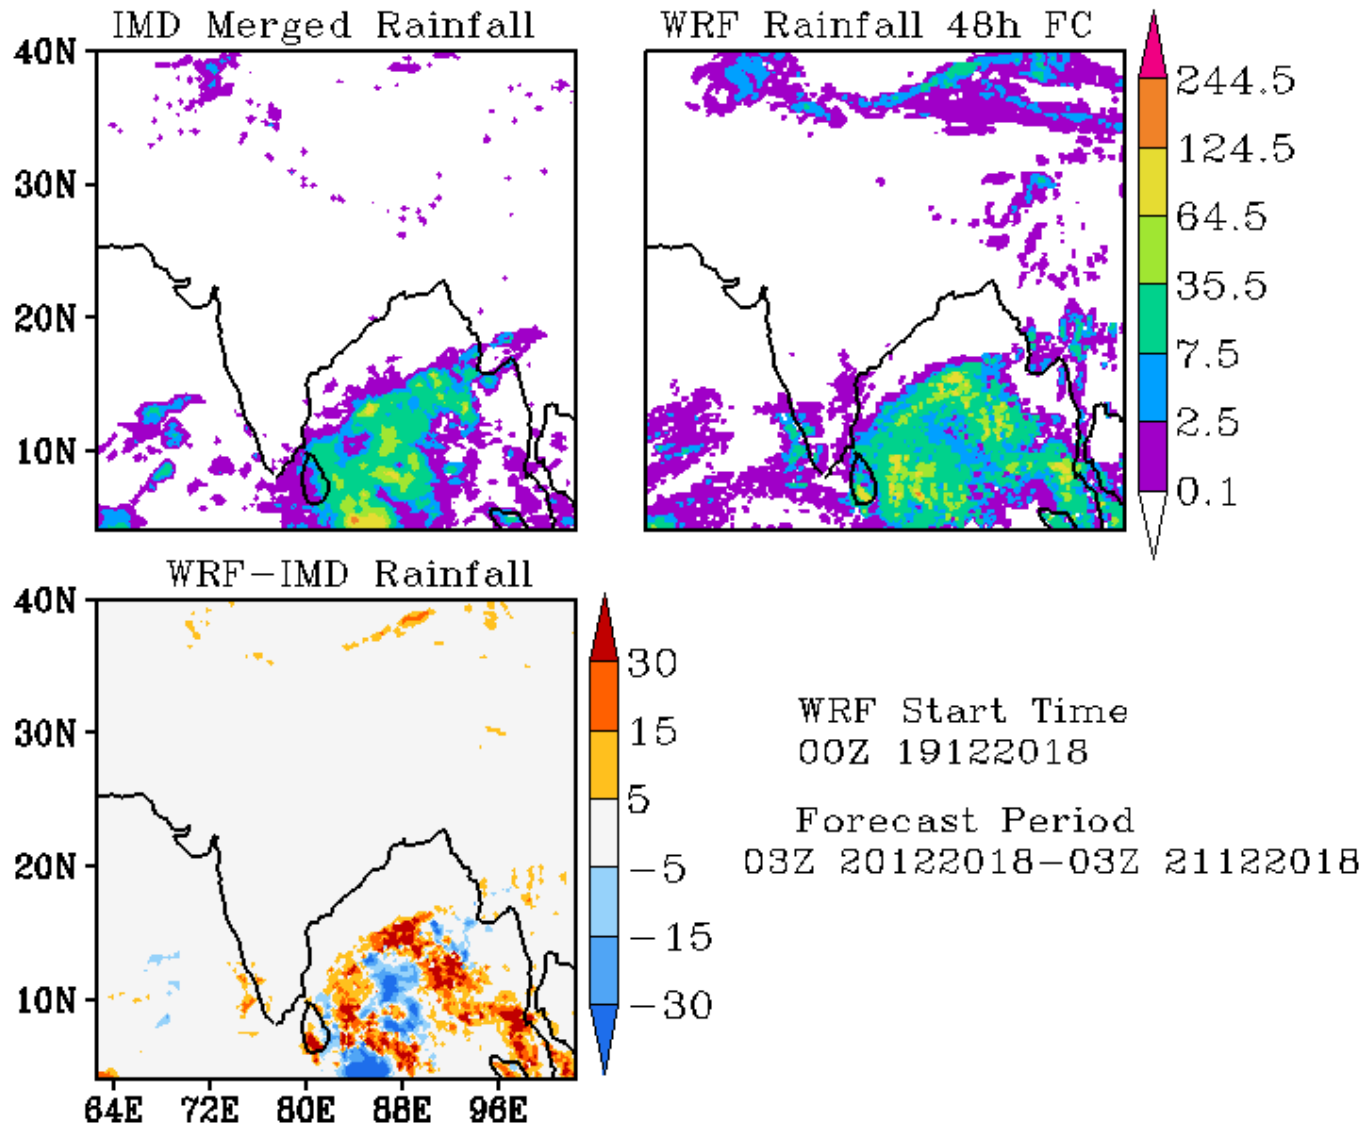 IMD Merged Rainfall
WRF Rainfall 48h FC
40N
30N
20N
10N
244.5
124.5
64.5
35.5
7.5
2.5
0.1
WRF-IMD Rainfall
40N
30N
20N
10N
64E 72E 80E 88E 96E
30
15
5
-5
-15
-30
WRF Start Time
00Z 19122018
Forecast Period
03Z 20122018-03Z 21122018